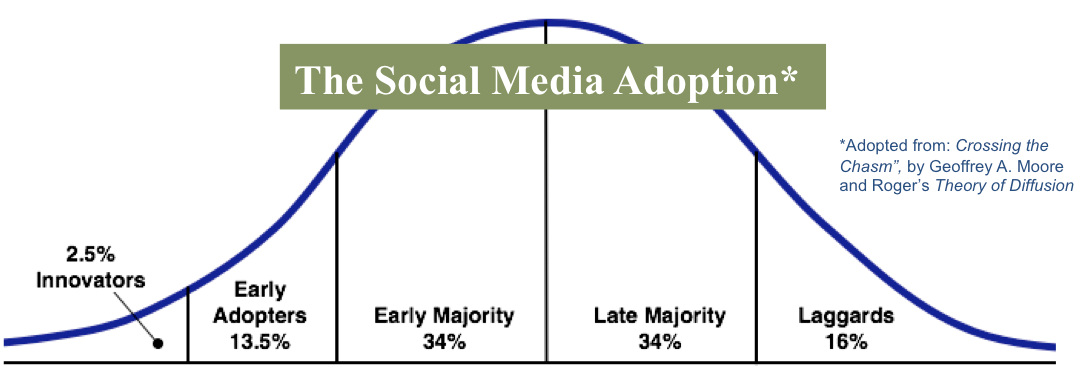 The Social Media Adoption*
*Adopted from: Crossing the
Chasm”, by Geoffrey A. Moore
and Roger’s Theory of Diffusion
2.5%
Innovators
Early
Adopters
13.5%
Early Majority
34%
Late Majority
34%
Laggards
16%